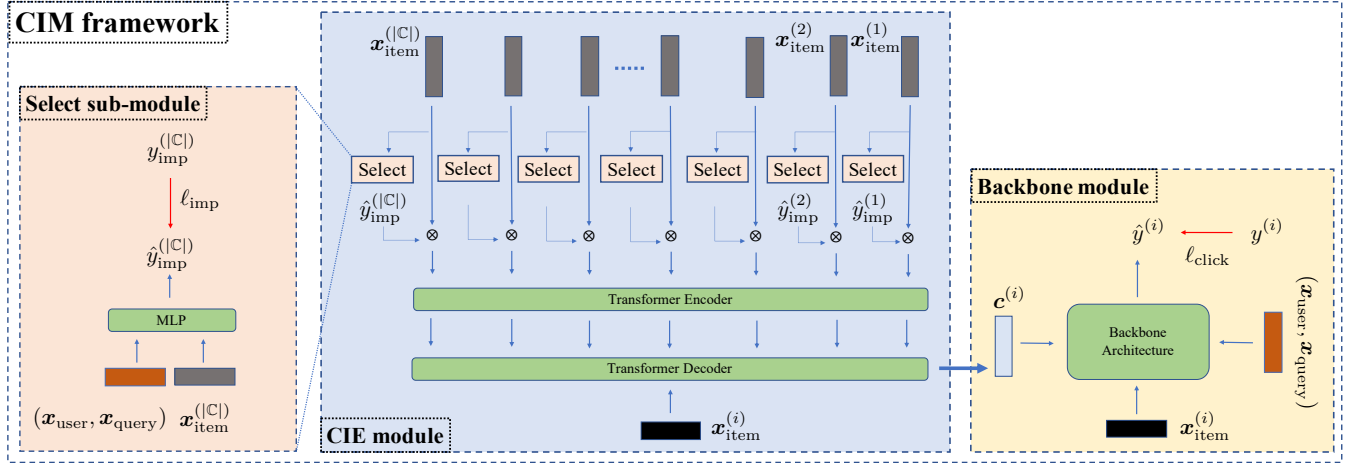 CIM framework
Select sub-module
y_imp^(|ℂ|)
ℓ_imp
ŷ_imp^(|ℂ|)
MLP
(x_user, x_query) x_item^(|ℂ|)
x_item^(|ℂ|) ..... x_item^(2) x_item^(1)
Select Select Select Select Select Select Select
ŷ_imp^(|ℂ|) ŷ_imp^(2) ŷ_imp^(1)
⊗ ⊗ ⊗ ⊗ ⊗ ⊗ ⊗
Transformer Encoder
Transformer Decoder
x_item^(i)
CIE module
Backbone module
ŷ^(i) y^(i)
ℓ_click
c^(i)
Backbone
Architecture
(x_user, x_query)
x_item^(i)